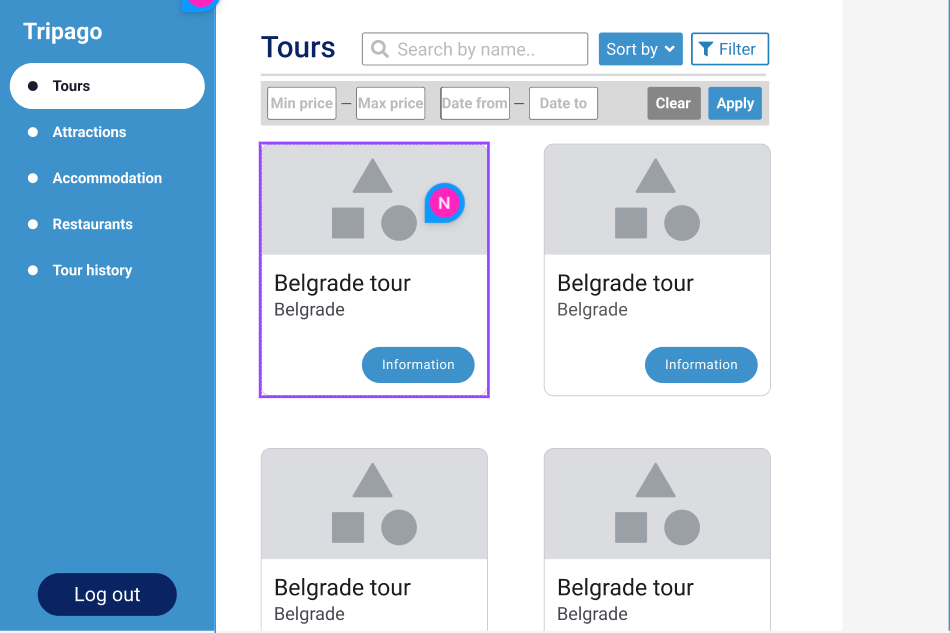 Tripago
Tours
Attractions
Accommodation
Restaurants
Tour history
Log out
Tours
Search by name..
Sort by
Filter
Min price – Max price Date from – Date to
Clear
Apply
N
Belgrade tour
Belgrade
Information
Belgrade tour
Belgrade
Information
Belgrade tour
Belgrade
Belgrade tour
Belgrade